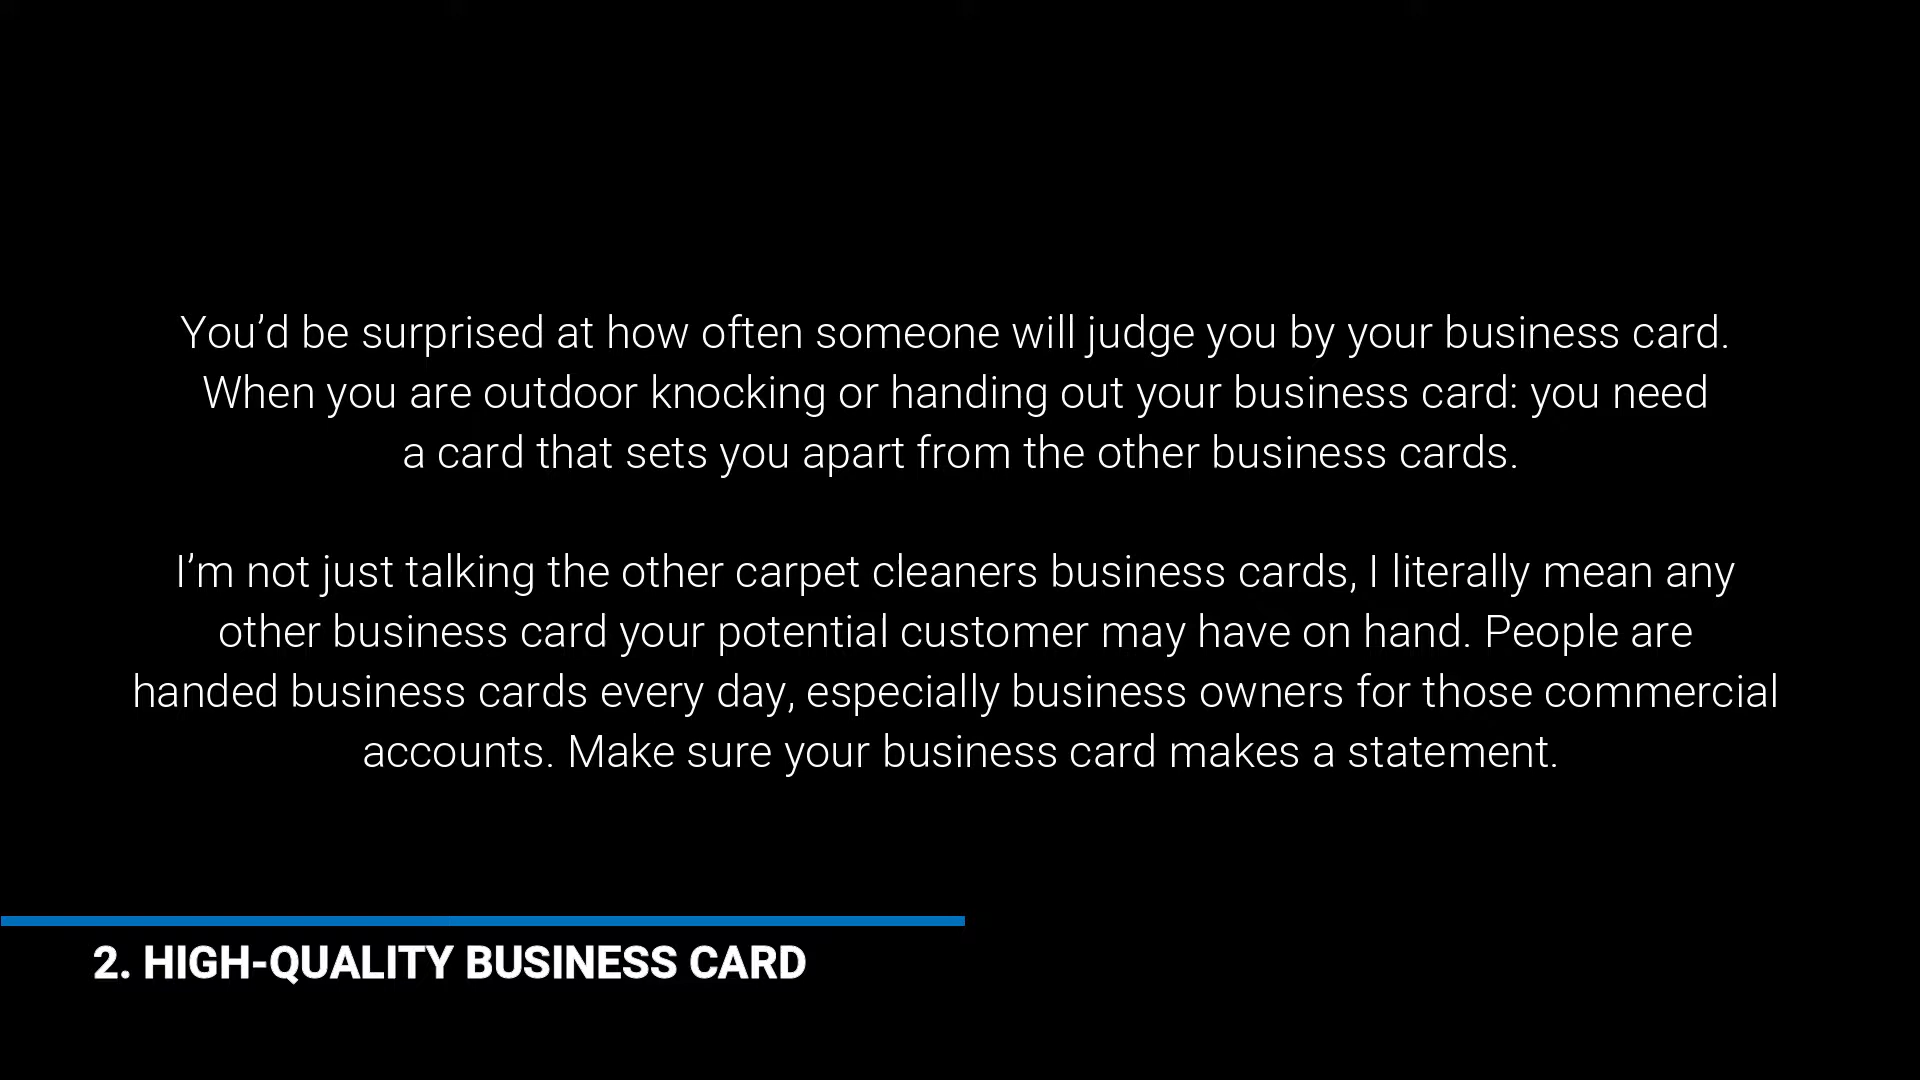 You’d be surprised at how often someone will judge you by your business card.
When you are outdoor knocking or handing out your business card: you need
a card that sets you apart from the other business cards.
I’m not just talking the other carpet cleaners business cards, I literally mean any
other business card your potential customer may have on hand. People are
handed business cards every day, especially business owners for those commercial
accounts. Make sure your business card makes a statement.
2. HIGH-QUALITY BUSINESS CARD